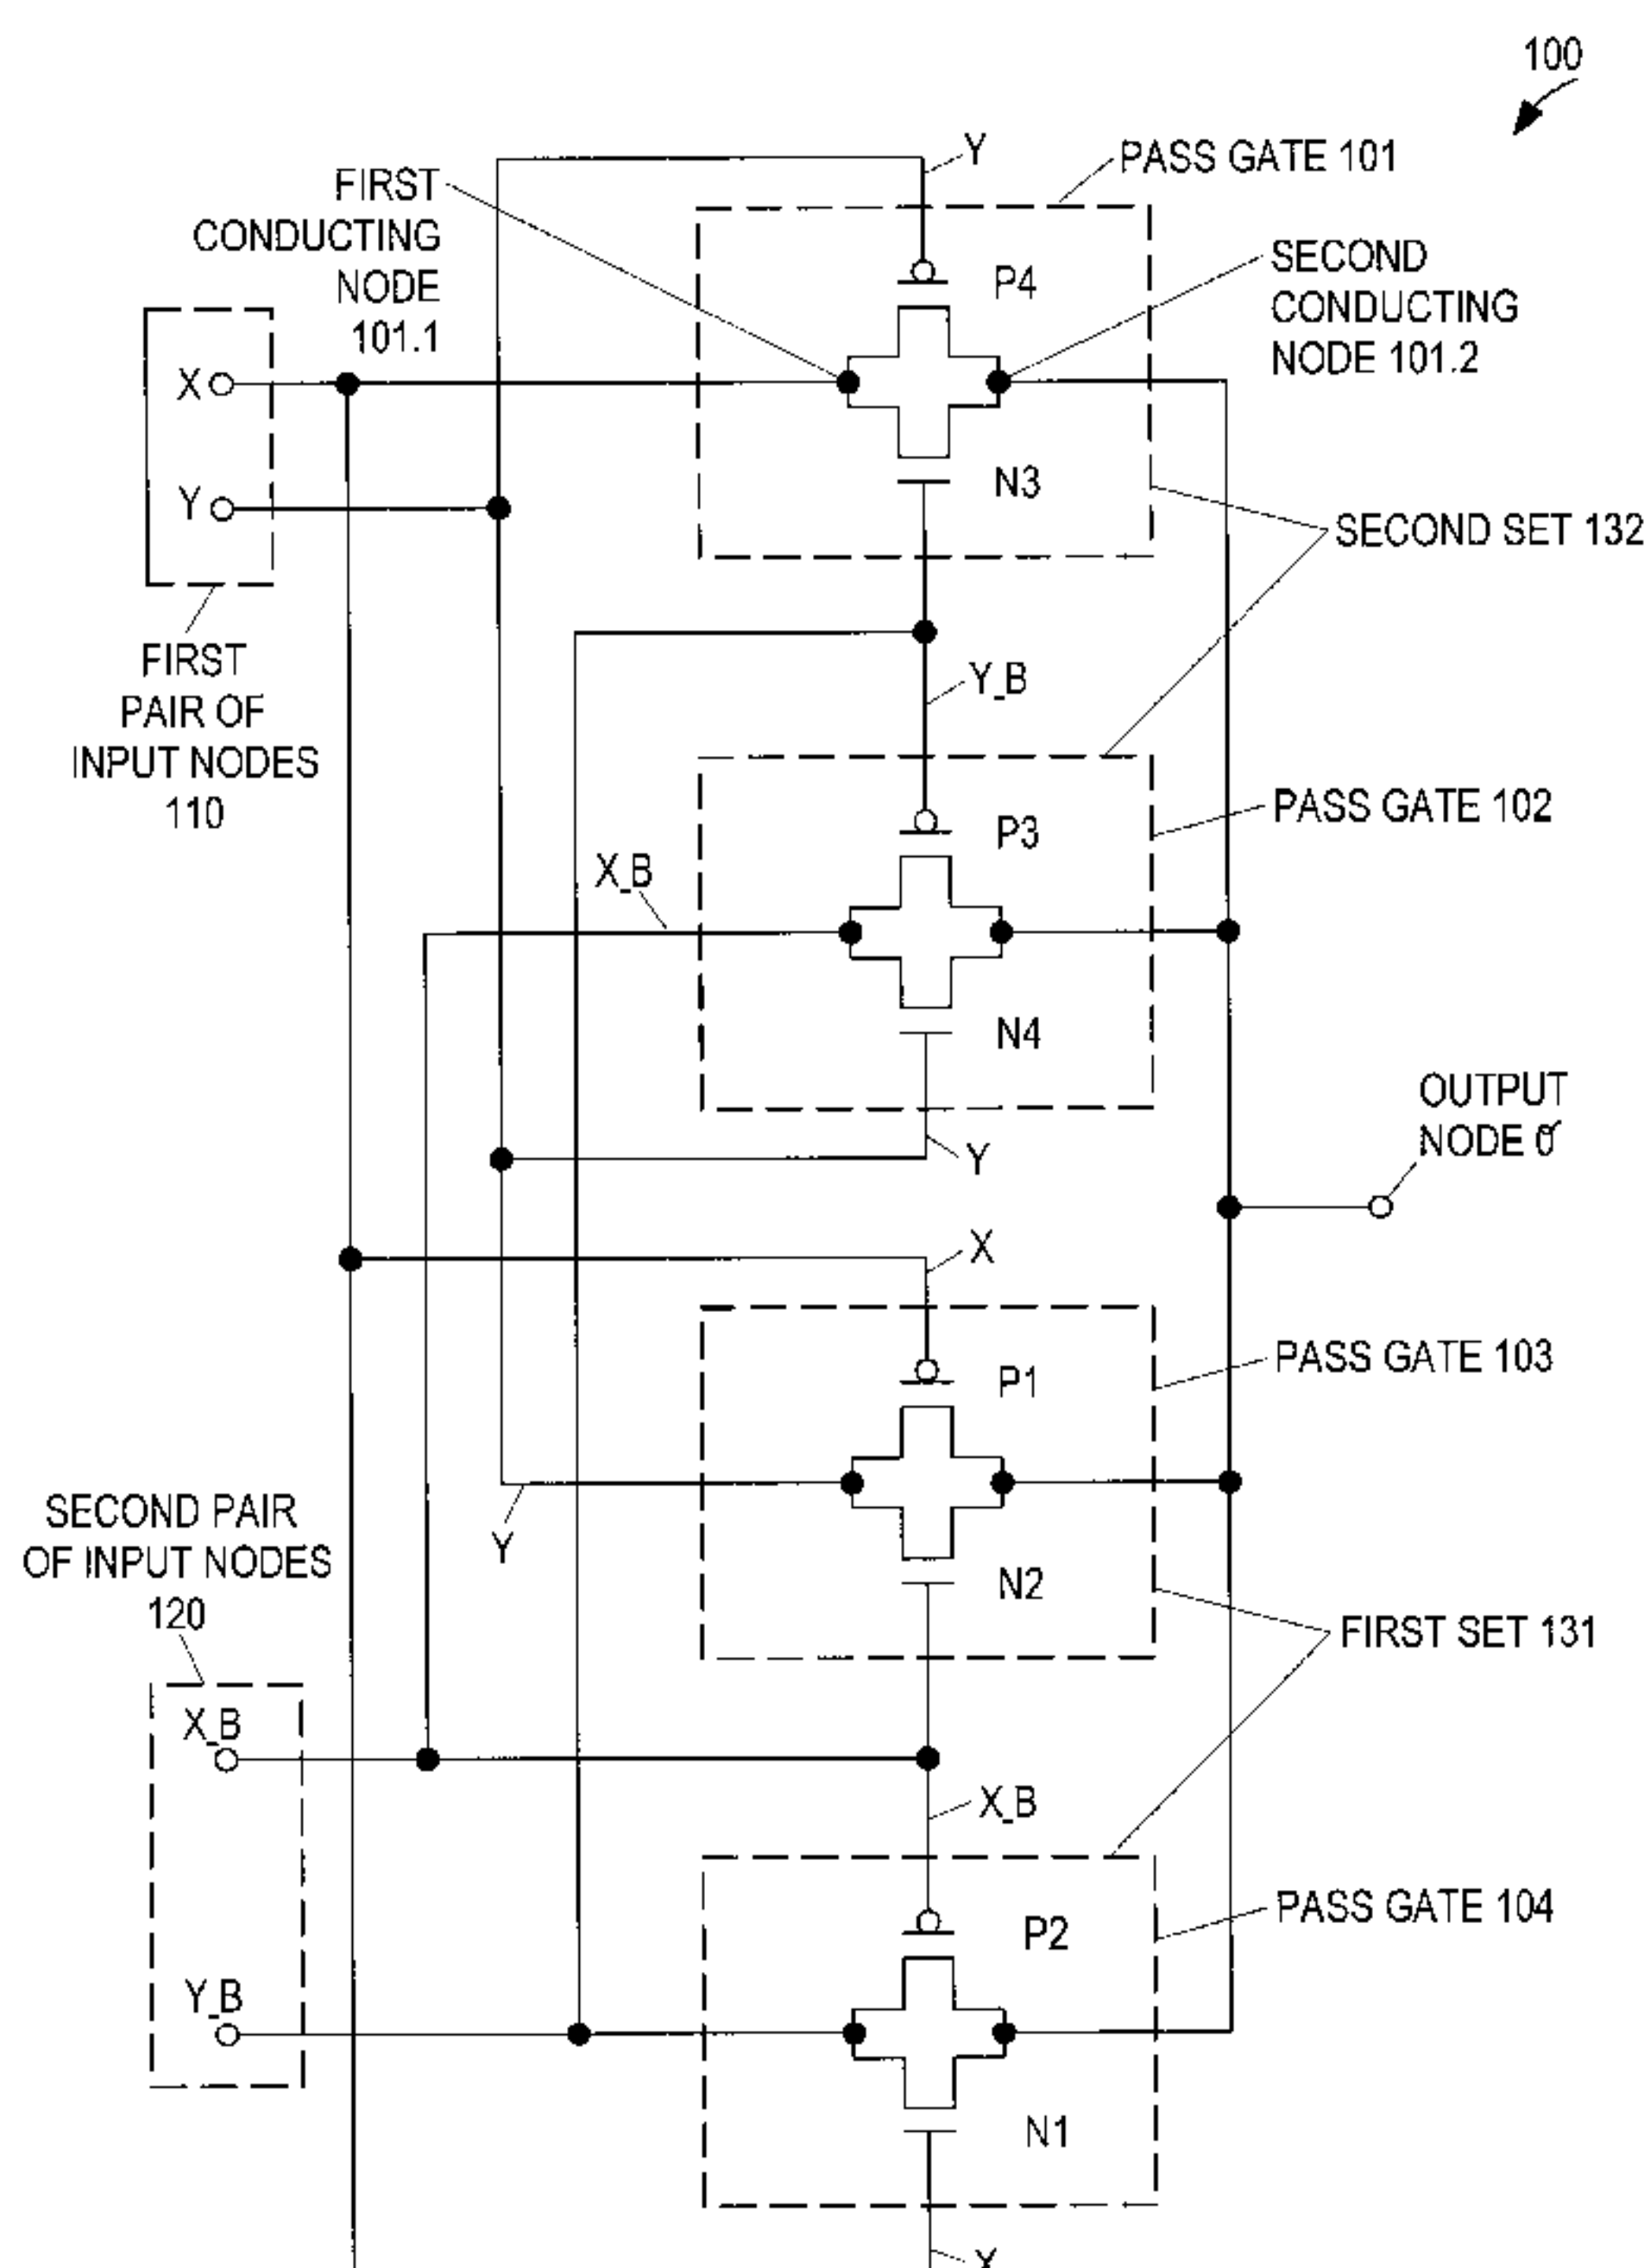 100
Y
PASS GATE 101
FIRST
CONDUCTING
NODE
101.1
P4
SECOND
CONDUCTING
NODE 101.2
X
Y
N3
SECOND SET 132
FIRST
PAIR OF
INPUT NODES
110
Y_B
PASS GATE 102
P3
X_B
N4
Y
OUTPUT
NODE 0
X
PASS GATE 103
P1
Y
N2
SECOND PAIR
OF INPUT NODES
120
FIRST SET 131
X_B
X_B
PASS GATE 104
P2
Y_B
N1
X